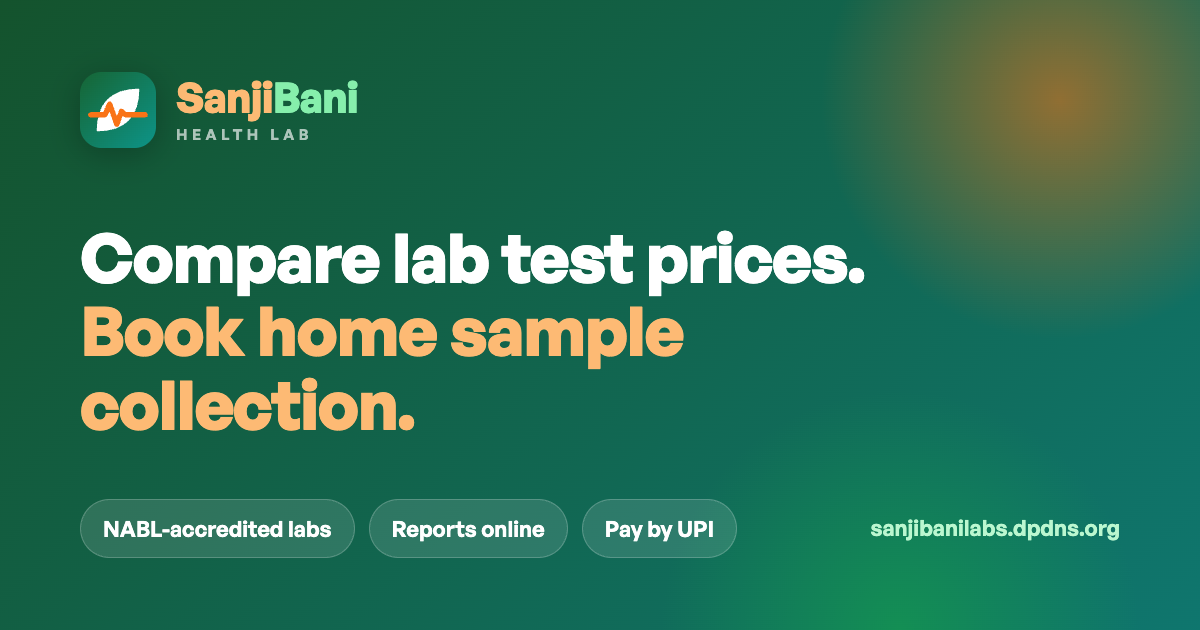 SanjiBani
HEALTH LAB
Compare lab test prices.
Book home sample
collection.
NABL-accredited labs
Reports online
Pay by UPI
sanjibanilabs.dpdns.org